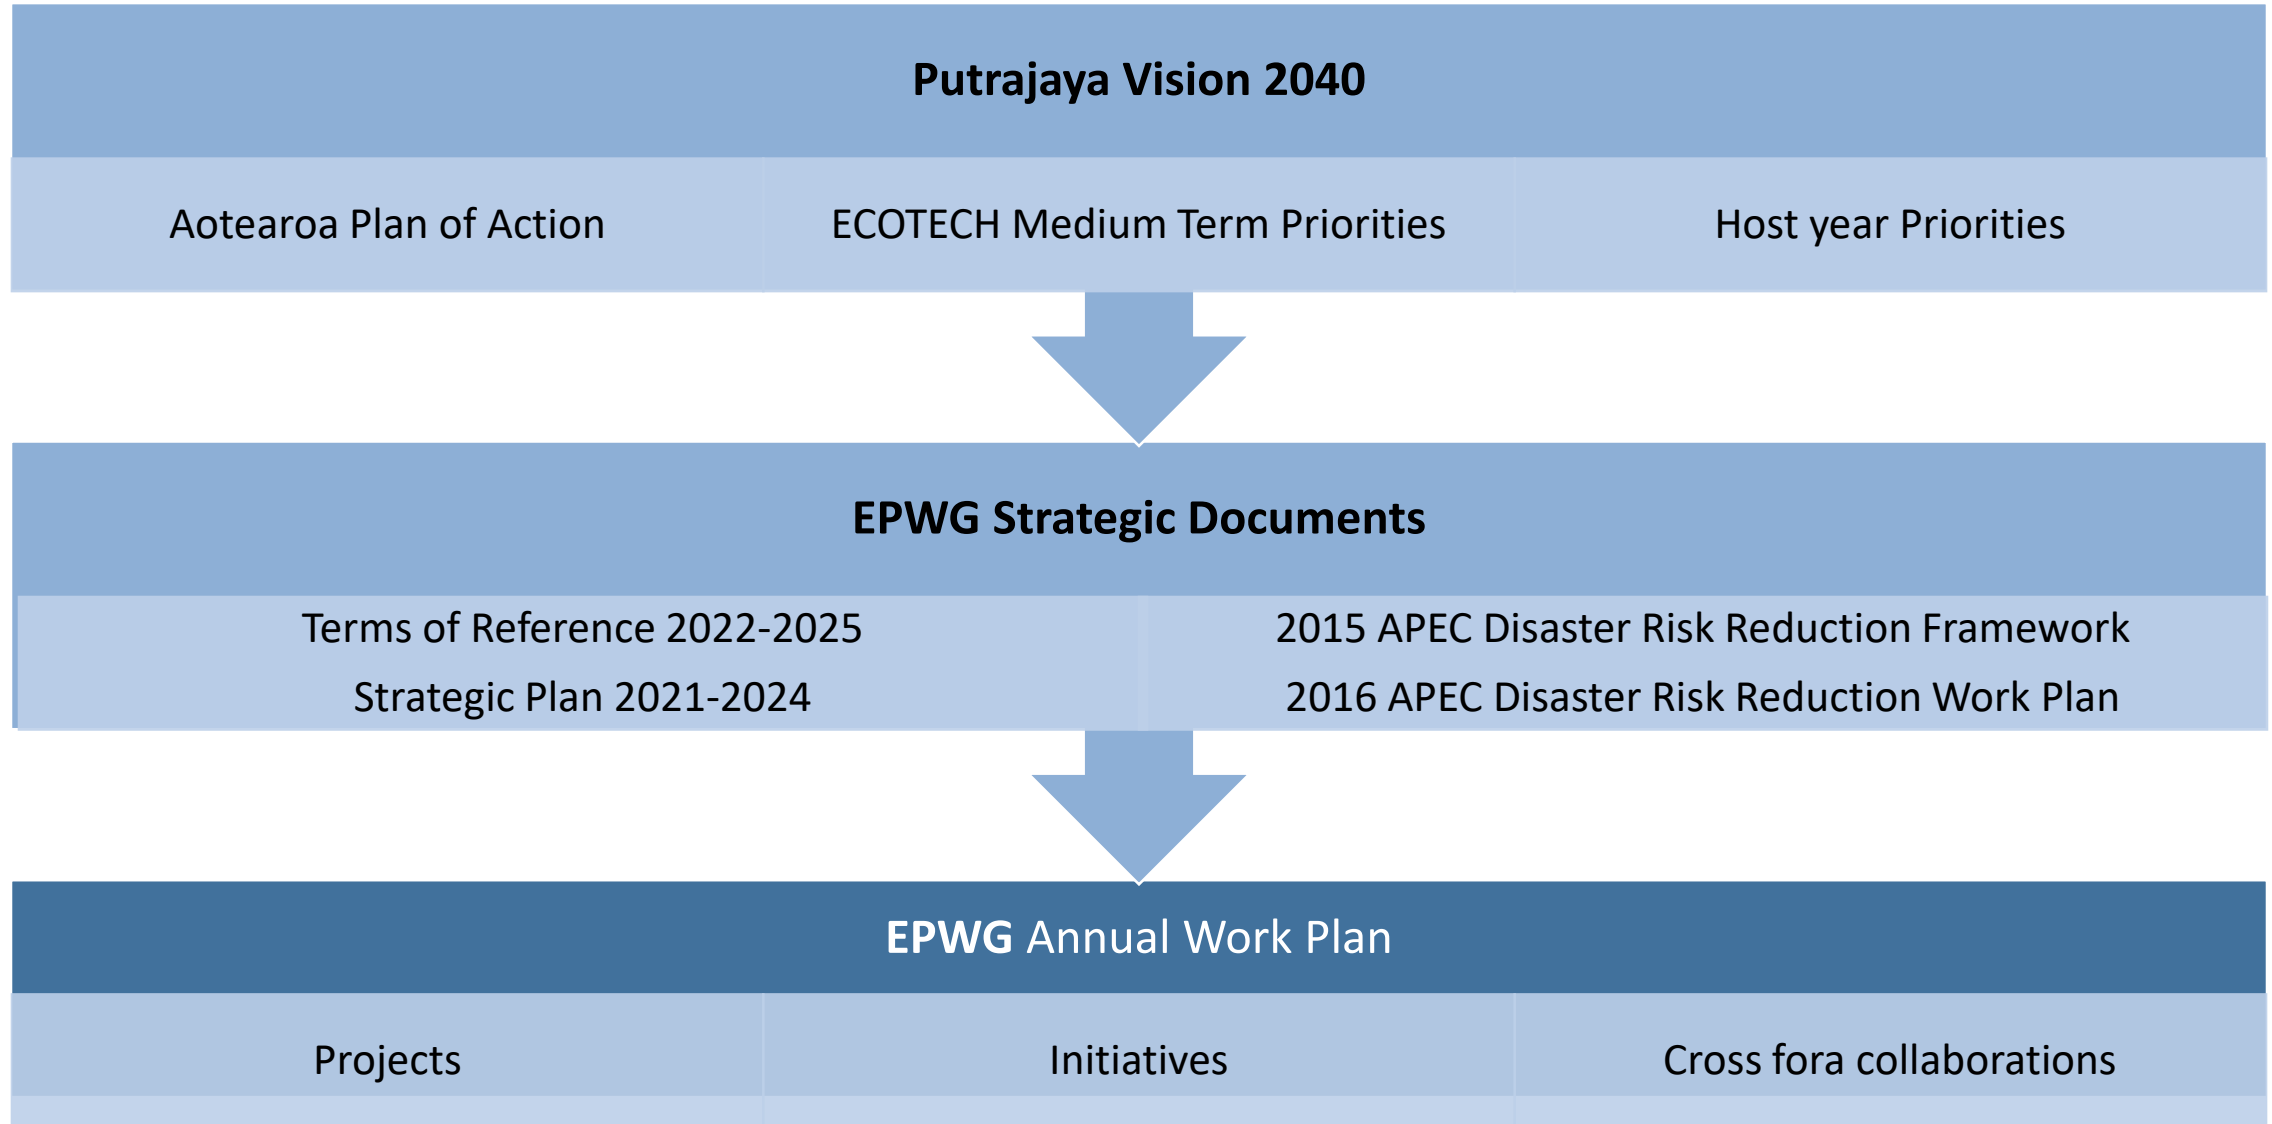 Putrajaya Vision 2040
Aotearoa Plan of Action
ECOTECH Medium Term Priorities
Host year Priorities
EPWG Strategic Documents
Terms of Reference 2022-2025
Strategic Plan 2021-2024
2015 APEC Disaster Risk Reduction Framework
2016 APEC Disaster Risk Reduction Work Plan
EPWG Annual Work Plan
Projects
Initiatives
Cross fora collaborations